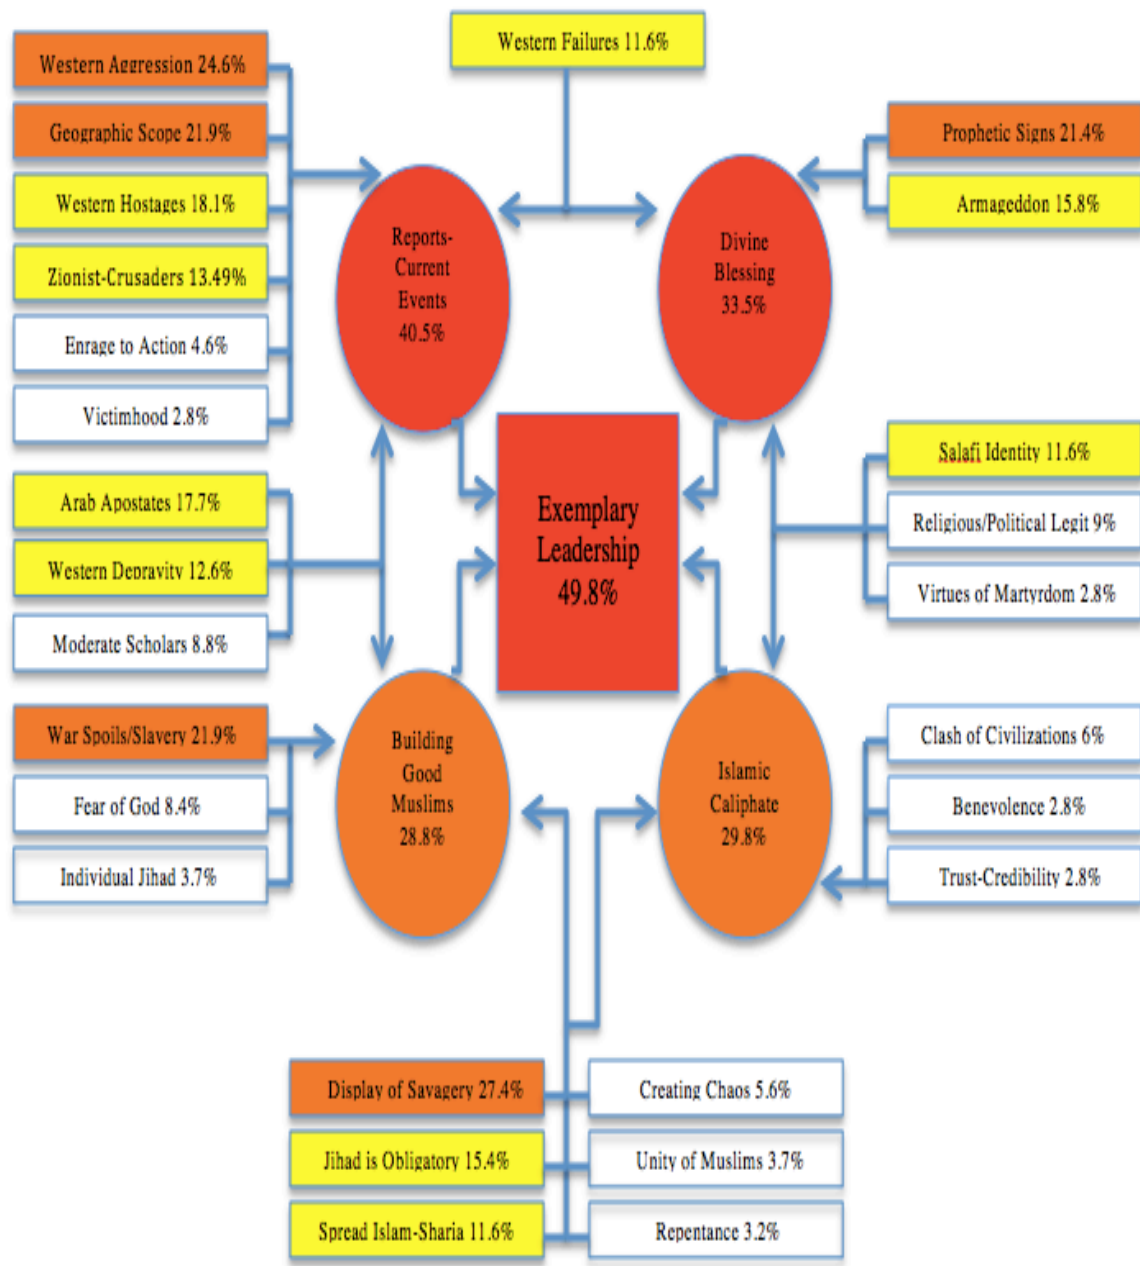 Western Failures 11.6%
Western Aggression 24.6%
Geographic Scope 21.9%
Western Hostages 18.1%
Zionist-Crusaders 13.49%
Enrage to Action 4.6%
Victimhood 2.8%
Prophetic Signs 21.4%
Armageddon 15.8%
Reports-
Current
Events
40.5%
Divine
Blessing
33.5%
Exemplary
Leadership
49.8%
Arab Apostates 17.7%
Western Depravity 12.6%
Moderate Scholars 8.8%
Salafi Identity 11.6%
Religious/Political Legit 9%
Virtues of Martyrdom 2.8%
War Spoils/Slavery 21.9%
Fear of God 8.4%
Individual Jihad 3.7%
Building
Good
Muslims
28.8%
Islamic
Caliphate
29.8%
Clash of Civilizations 6%
Benevolence 2.8%
Trust-Credibility 2.8%
Display of Savagery 27.4%
Jihad is Obligatory 15.4%
Spread Islam-Sharia 11.6%
Creating Chaos 5.6%
Unity of Muslims 3.7%
Repentance 3.2%